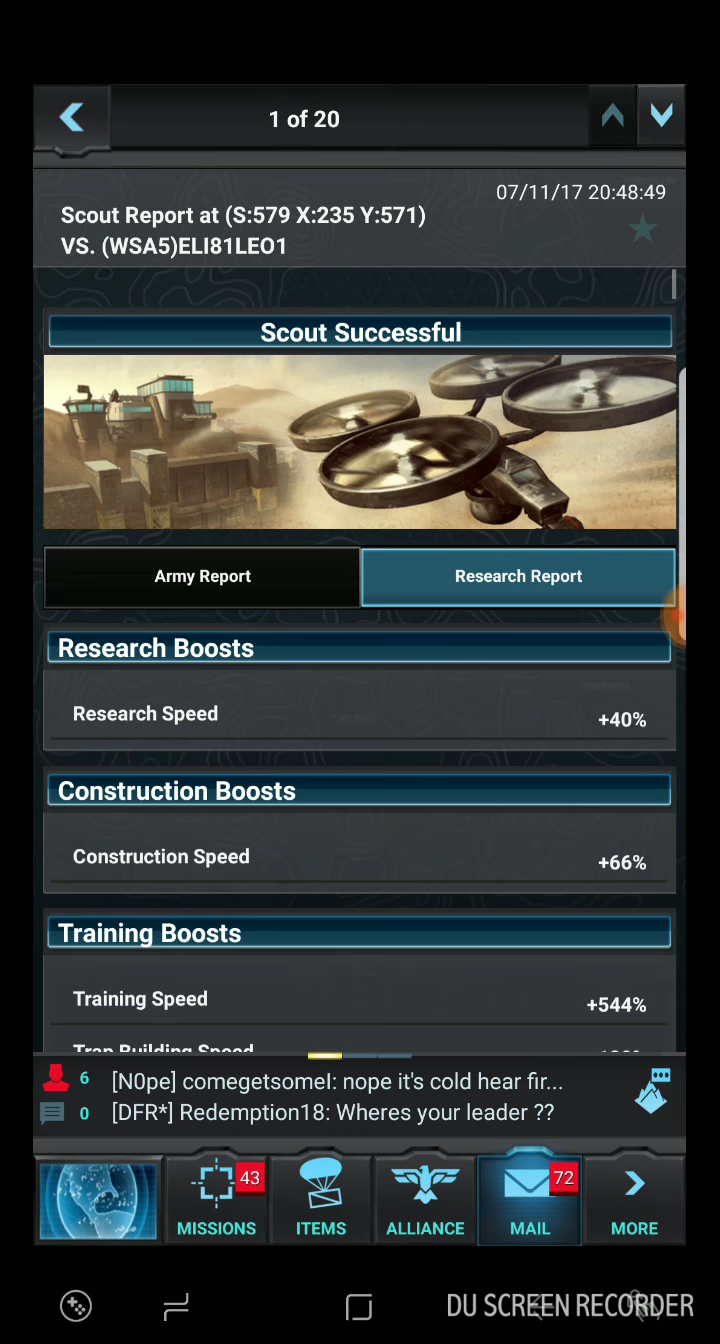 1 of 20
07/11/17 20:48:49
Scout Report at (S:579 X:235 Y:571)
VS. (WSA5)ELI81LEO1
Scout Successful
Army Report
Research Report
Research Boosts
Research Speed +40%
Construction Boosts
Construction Speed +66%
Training Boosts
Training Speed +544%
Trap Building Speed
6 [N0pe] comegetsomel: nope it's cold hear fir...
0 [DFR*] Redemption18: Wheres your leader ??
43
72
MISSIONS ITEMS ALLIANCE MAIL MORE
DU SCREEN RECORDER